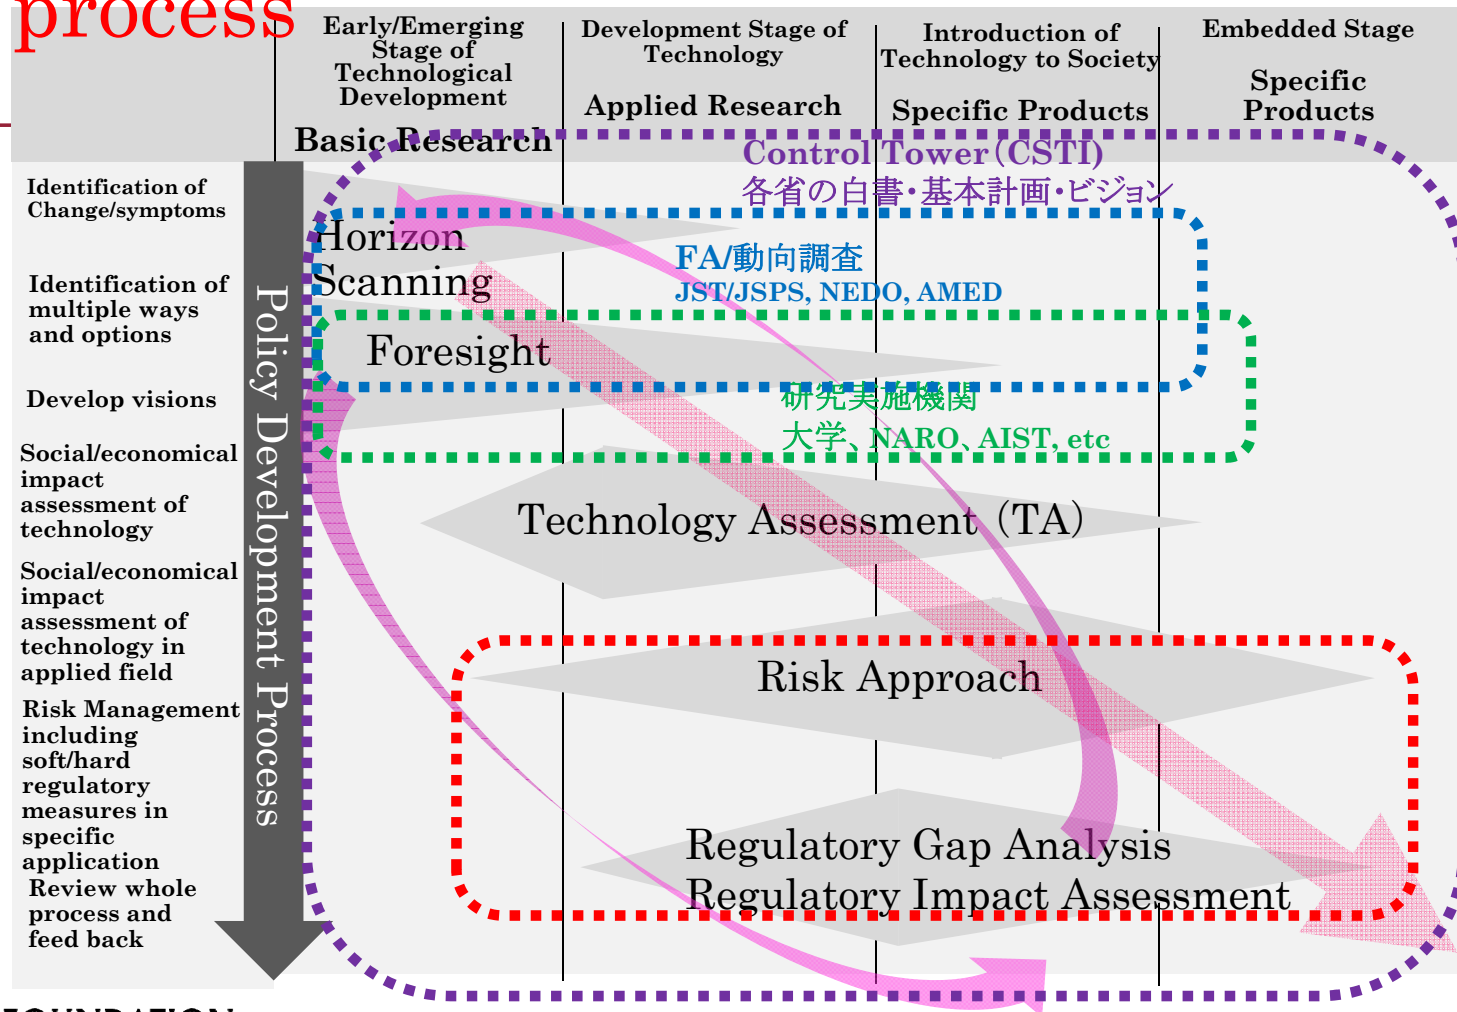 process
Early/Emerging
Stage of
Technological
Development
Basic Research
Development Stage of
Technology
Applied Research
Introduction of
Technology to Society
Specific Products
Embedded Stage
Specific
Products
Control Tower（CSTI）
各省の白書・基本計画・ビジョン
Identification of
Change/symptoms
Identification of
multiple ways
and options
Develop visions
Social/economical
impact
assessment of
technology
Social/economical
impact
assessment of
technology in
applied field
Risk Management
including
soft/hard
regulatory
measures in
specific
application
Review whole
process and
feed back
Policy Development Process
Horizon
Scanning
FA/動向調査
JST/JSPS, NEDO, AMED
Foresight
研究実施機関
大学、NARO、AIST, etc
Technology Assessment（TA）
Risk Approach
Regulatory Gap Analysis
Regulatory Impact Assessment
FOUNDATION